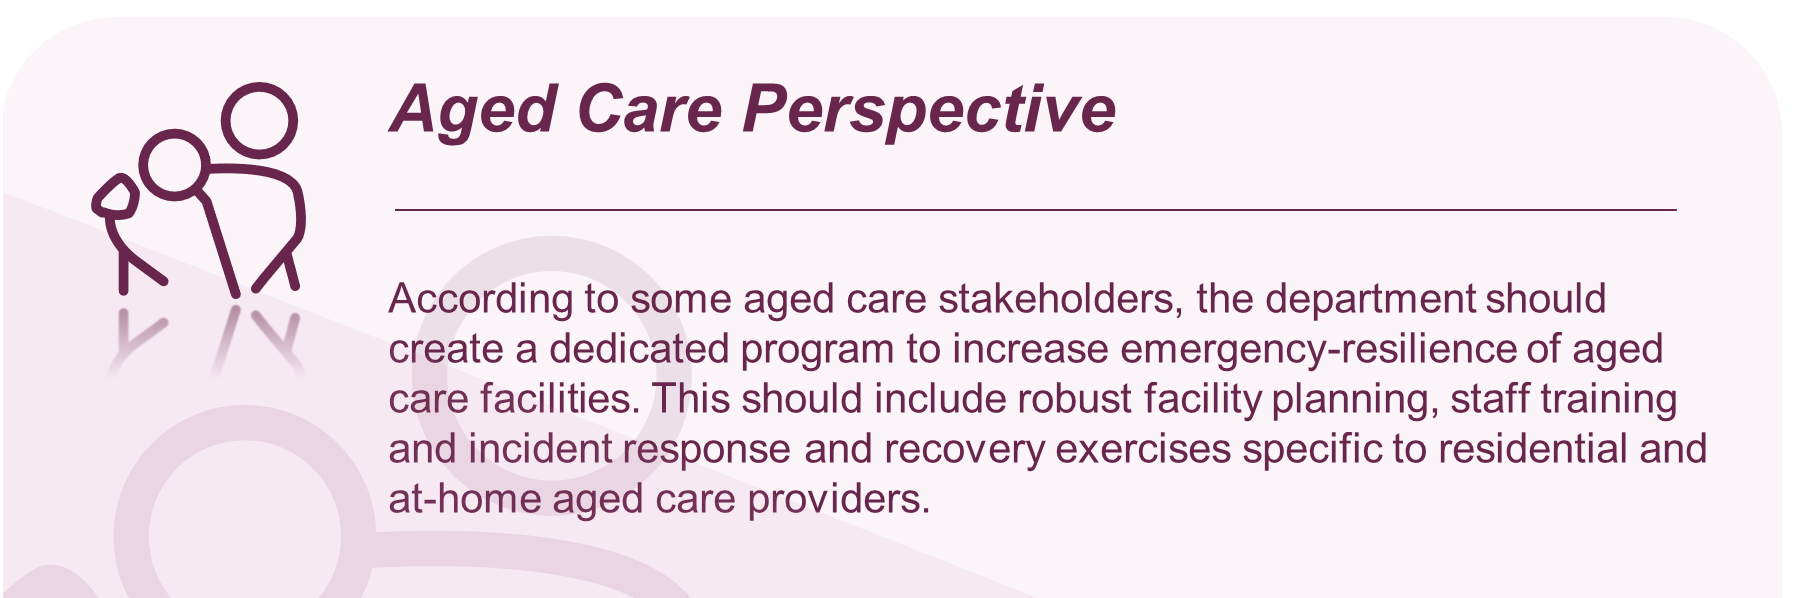 Aged Care Perspective
According to some aged care stakeholders, the department should
create a dedicated program to increase emergency-resilience of aged
care facilities. This should include robust facility planning, staff training
and incident response and recovery exercises specific to residential and
at-home aged care providers.